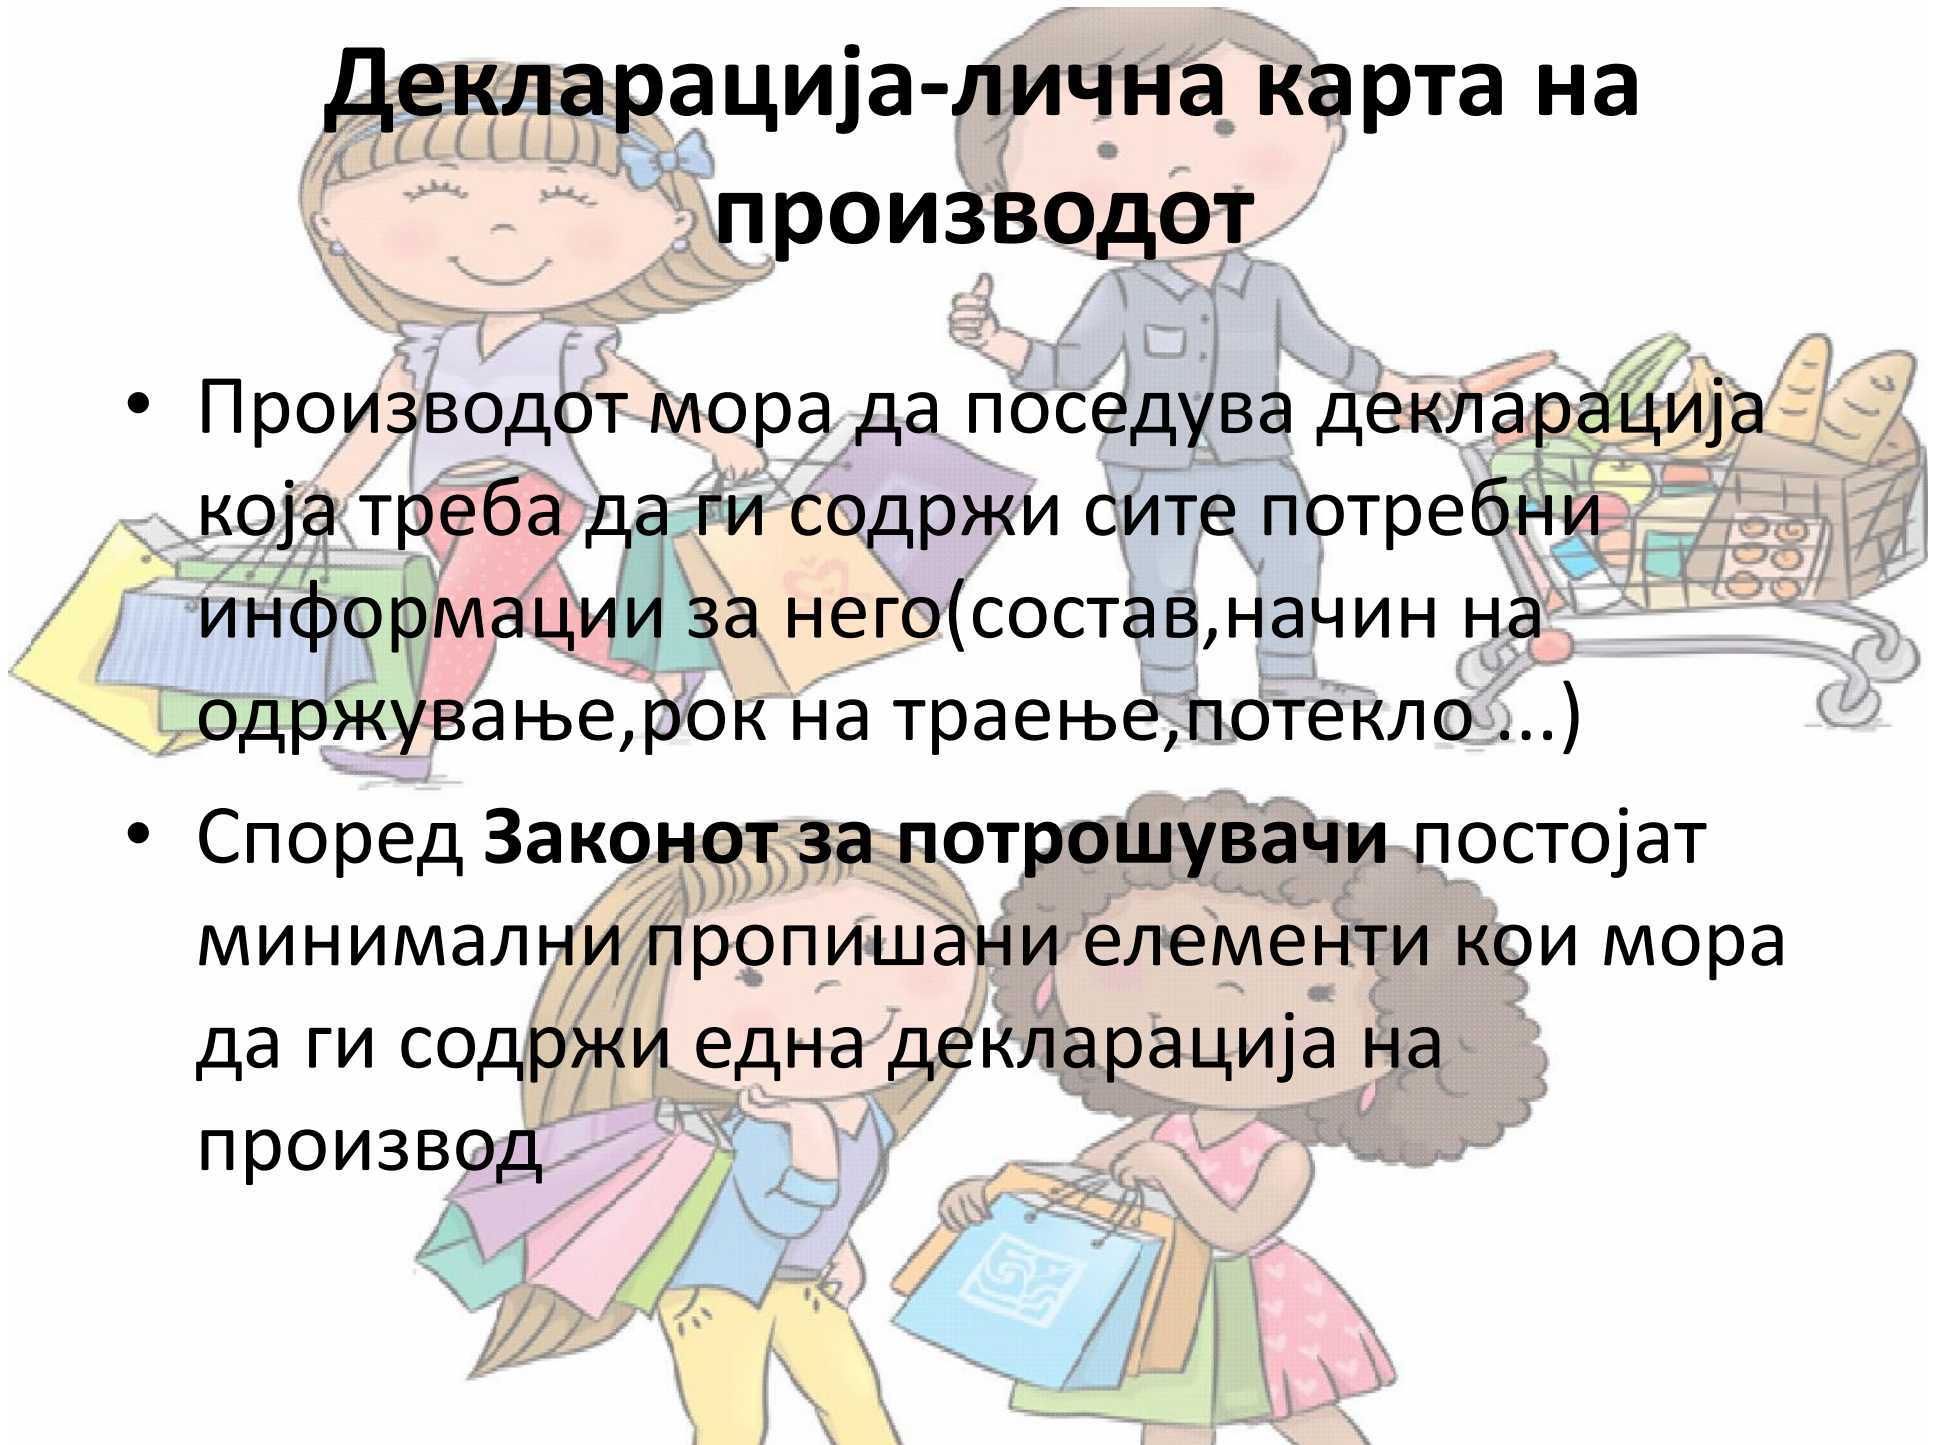 Декларација-лична карта на
производот
• Производот мора да поседува декларација
која треба да ги содржи сите потребни
информации за него(состав,начин на
одржување,рок на траење,потекло ...)
• Според Законот за потрошувачи постојат
минимални пропишани елементи кои мора
да ги содржи една декларација на
производ